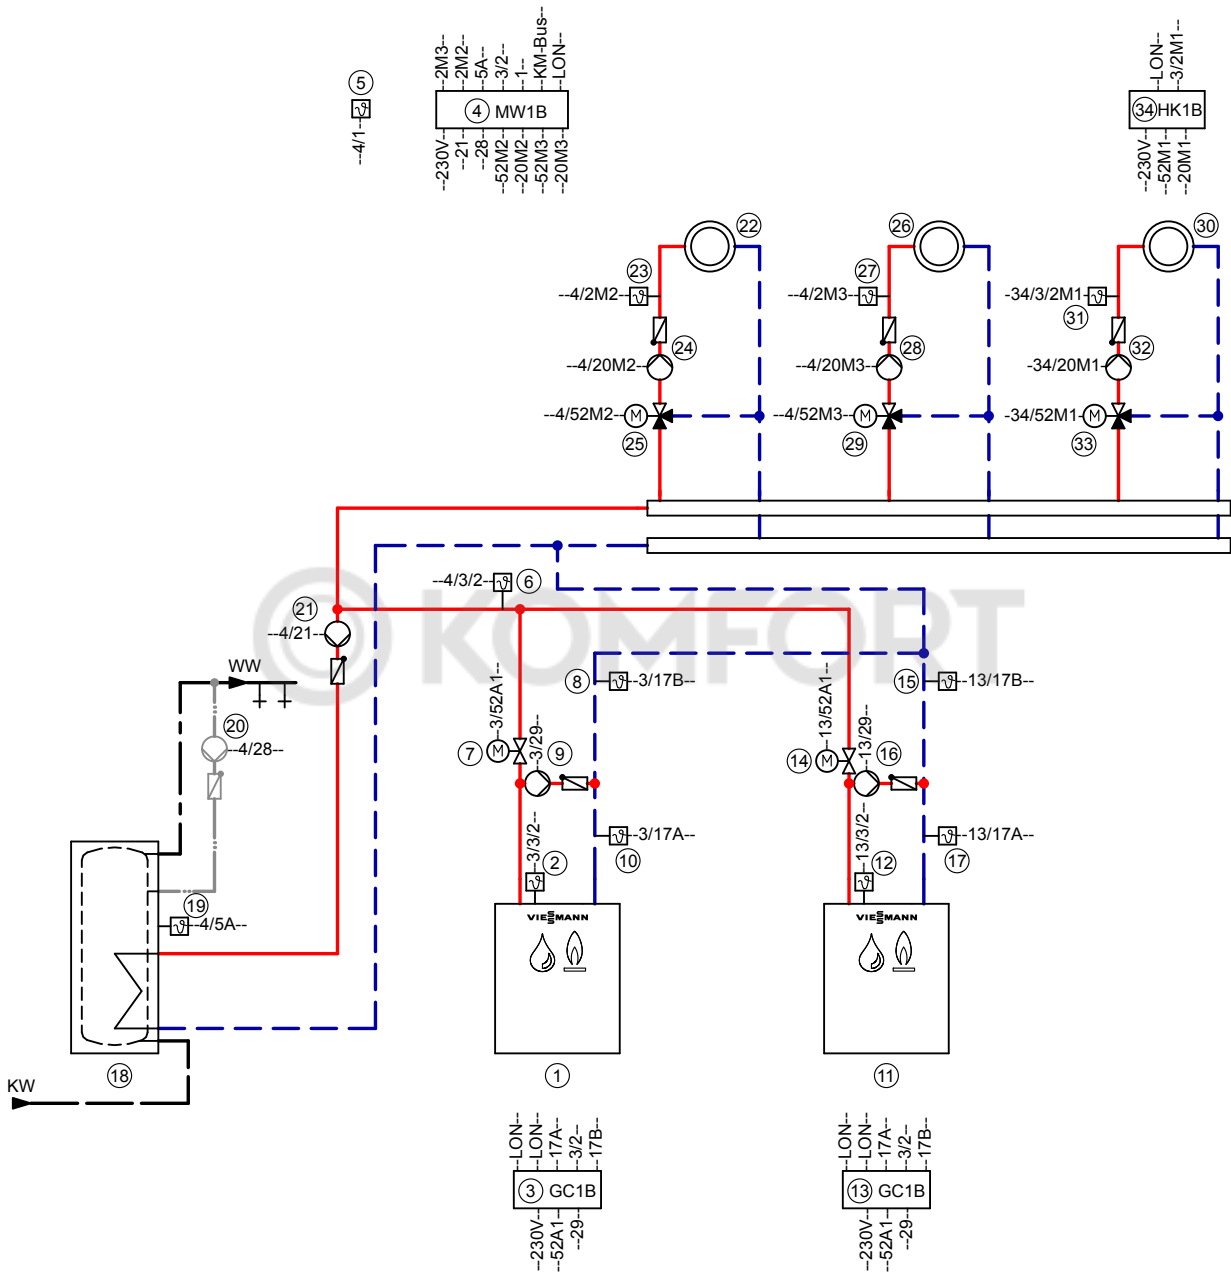 5
--4/1--
--2M3--
--2M2--
--5A--
--3/2--
--1--
--KM-Bus--
--LON--
4 MW1B
--230V--
--21--
--28--
--52M2--
--20M2--
--52M3--
--20M3--
--LON--
--3/2M1--
34 HK1B
--230V--
--52M1--
--20M1--
22
26
30
23
27
--4/2M2--
--4/2M3--
-34/3/2M1-
31
24
28
32
--4/20M2--
--4/20M3--
-34/20M1-
--4/52M2-- M
--4/52M3-- M
-34/52M1- M
25
29
33
--4/3/2-- 6
© KOMFORT
21
--4/21--
WW
20
--4/28--
8
--3/17B--
15
--13/17B--
--3/52A1--
7 M
--3/29--
9
--13/52A1--
14 M
--13/29--
16
--3/17A--
10
--13/17A--
17
--3/3/2--
2
--13/3/2--
12
19
--4/5A--
VIESSMANN
VIESSMANN
18
1
11
KW
--LON--
--LON--
--17A--
--3/2--
--17B--
3 GC1B
--230V--
--52A1--
--29--
--LON--
--LON--
--17A--
--3/2--
--17B--
13 GC1B
--230V--
--52A1--
--29--